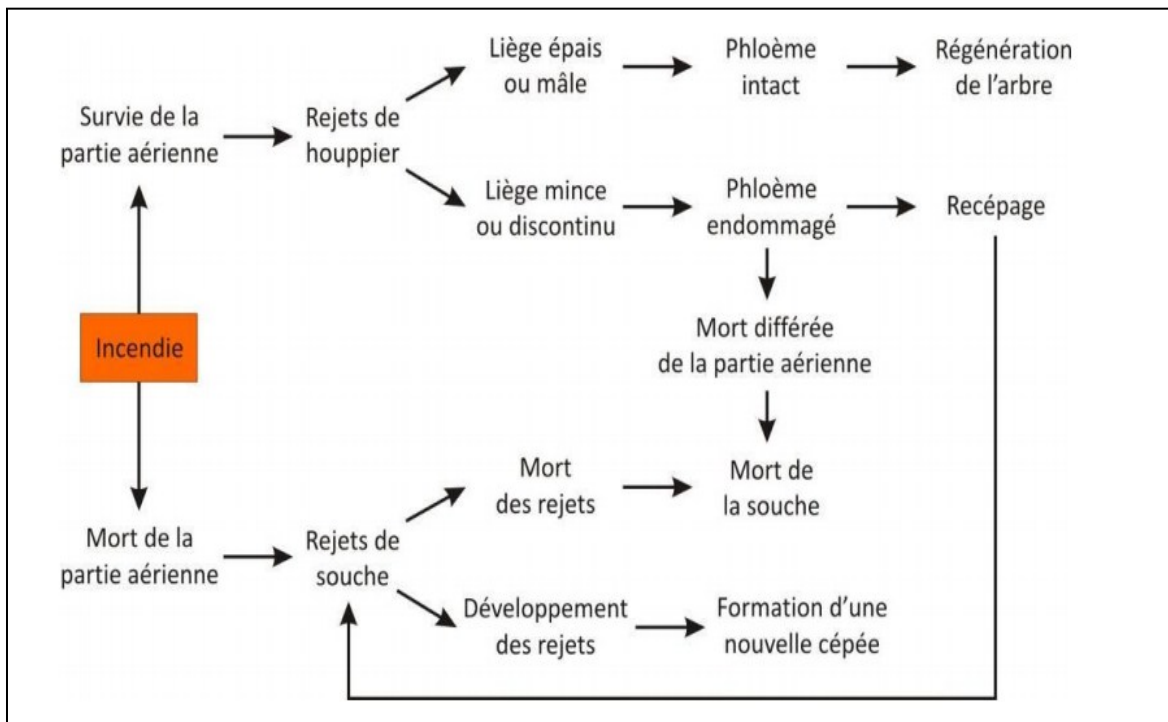 Liège épais
ou mâle
Phloème
intact
Régénération
de l’arbre
Survie de la
partie aérienne
Rejets de
houppier
Liège mince
ou discontinu
Phloème
endommagé
Recépage
Incendie
Mort différée
de la partie aérienne
Mort
des rejets
Mort de
la souche
Mort de la
partie aérienne
Rejets de
souche
Développement
des rejets
Formation d’une
nouvelle cépée